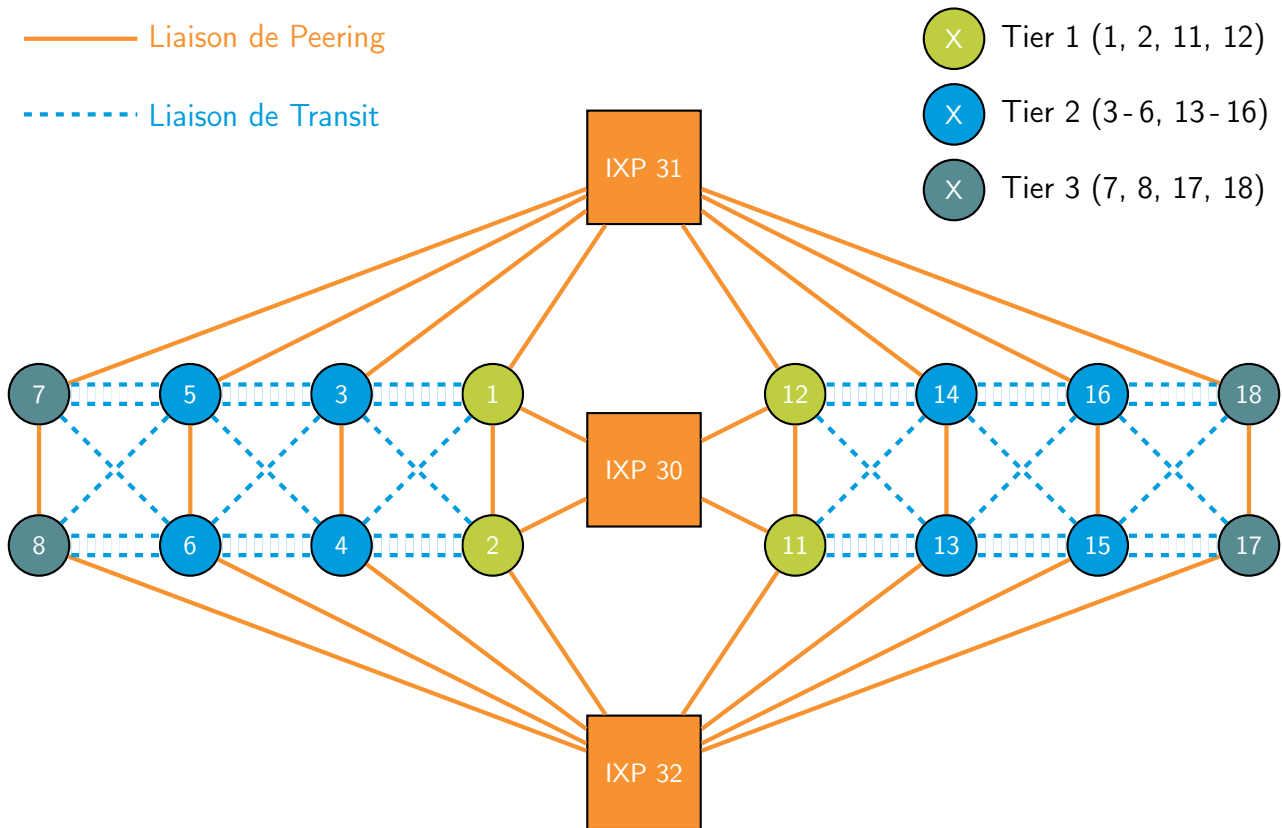 Liaison de Peering
X Tier 1 (1, 2, 11, 12)
Liaison de Transit
X Tier 2 (3-6, 13-16)
X Tier 3 (7, 8, 17, 18)
IXP 31
7 5 3 1 12 14 16 18
IXP 30
8 6 4 2 11 13 15 17
IXP 32